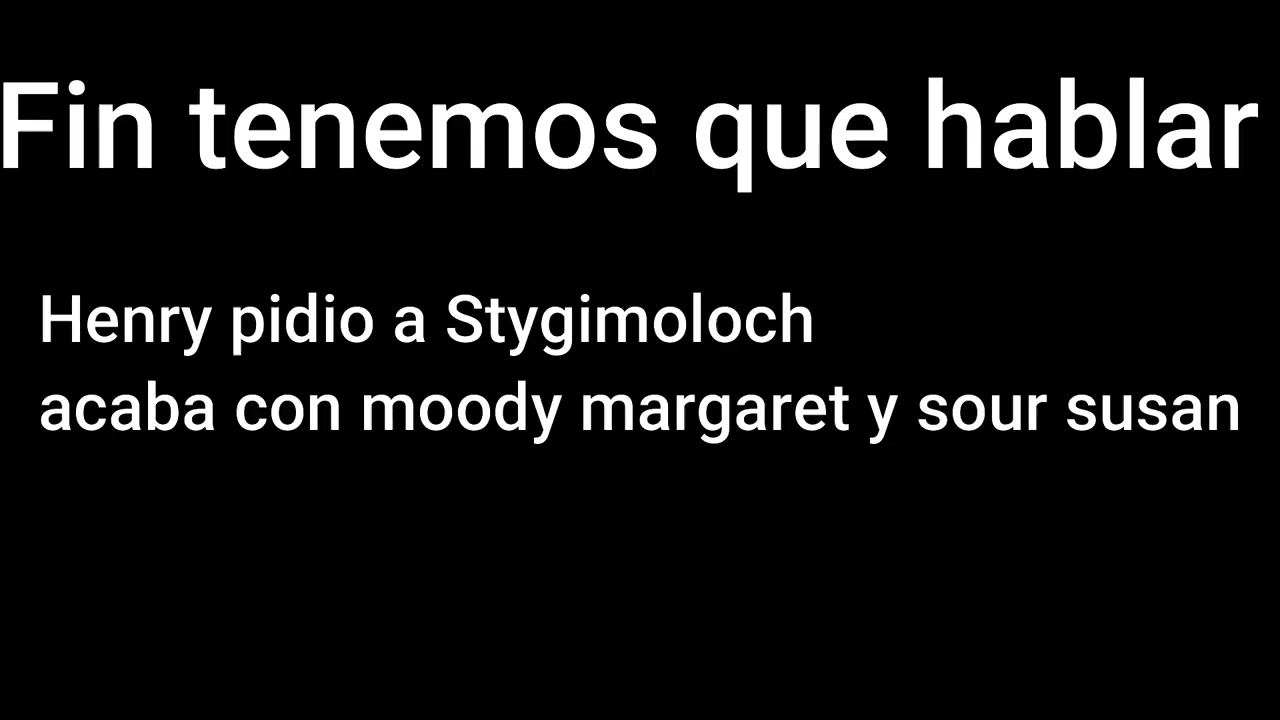 Fin tenemos que hablar
Henry pidio a Stygimoloch
acaba con moody margaret y sour susan